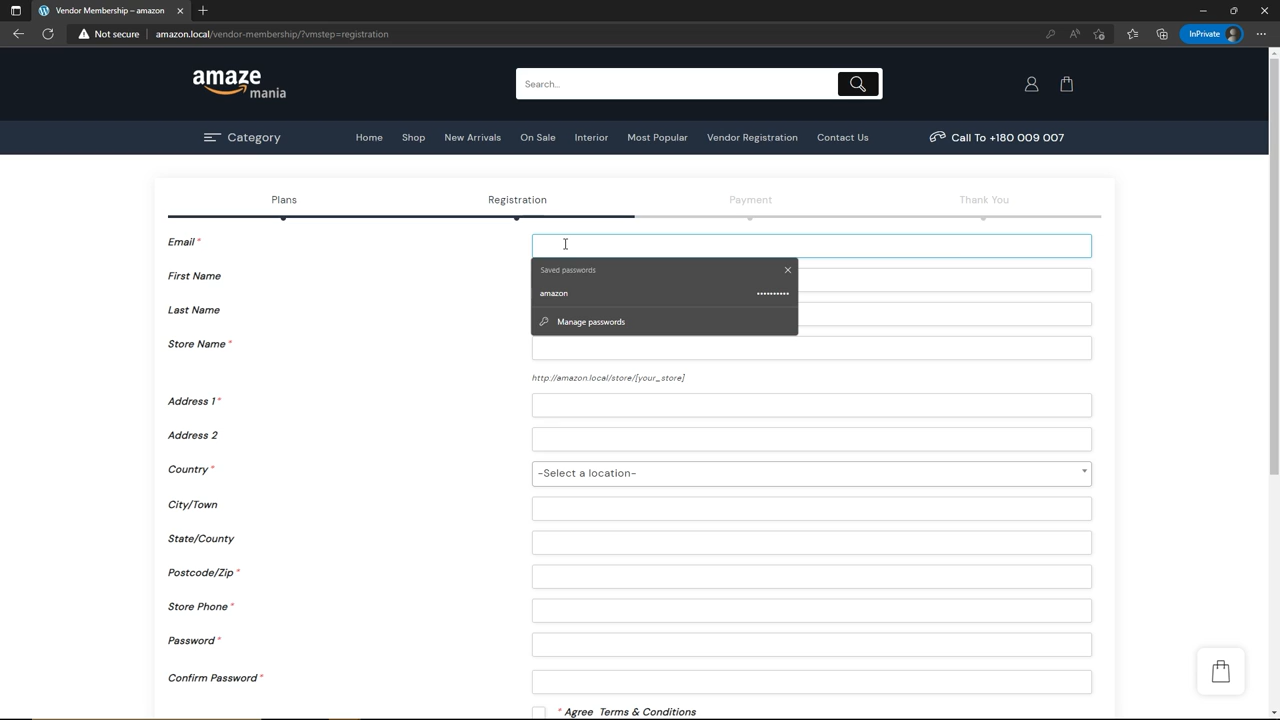 Vendor Membership – amazon
Not secure
amazon.local/vendor-membership/?vmstep=registration
InPrivate
amaze
mania
Search...
Category
Home
Shop
New Arrivals
On Sale
Interior
Most Popular
Vendor Registration
Contact Us
Call To +180 009 007
Plans
Registration
Payment
Thank You
Email *
Saved passwords
First Name
amazon
••••••••••
Last Name
Manage passwords
Store Name *
http://amazon.local/store/[your_store]
Address 1 *
Address 2
Country *
-Select a location-
City/Town
State/County
Postcode/Zip *
Store Phone *
Password *
Confirm Password *
* Agree Terms & Conditions